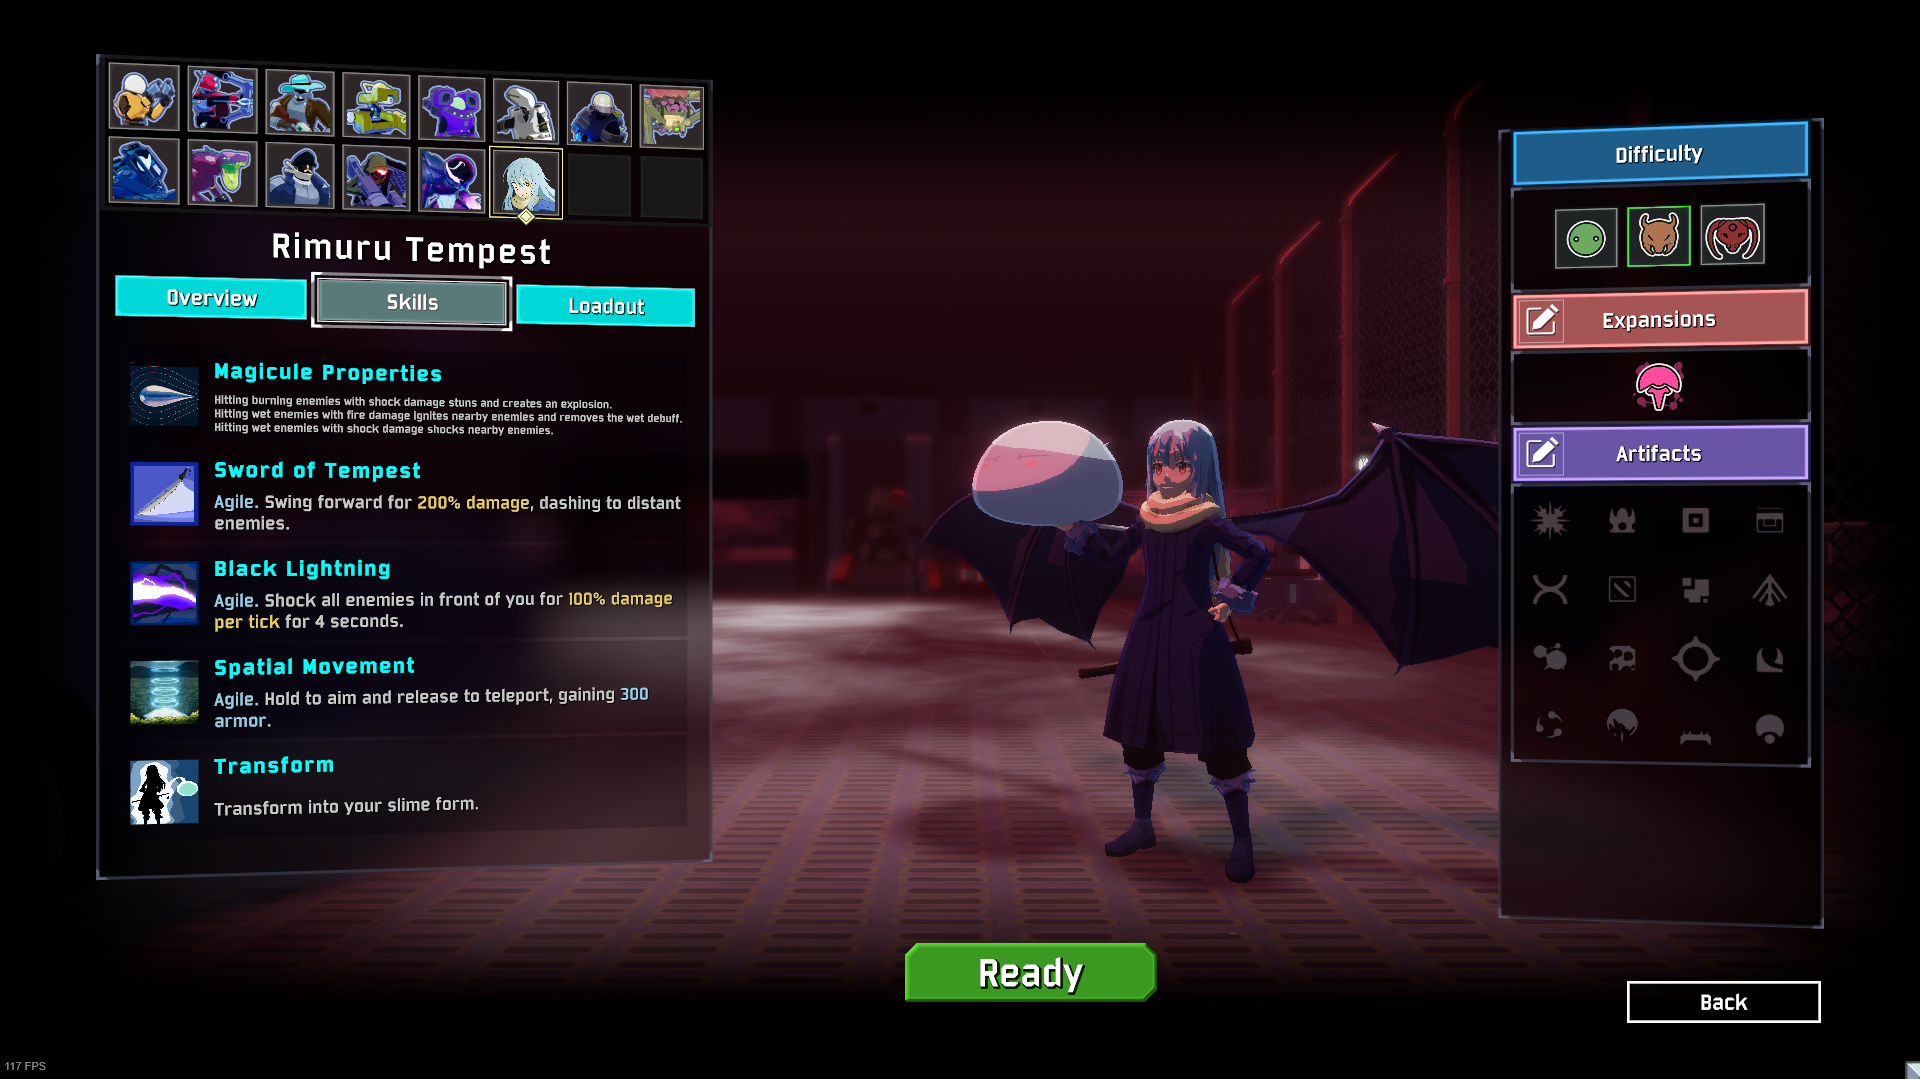 Rimuru Tempest
Overview
Skills
Loadout
Magicule Properties
Hitting burning enemies with shock damage stuns and creates an explosion.
Hitting wet enemies with fire damage ignites nearby enemies and removes the wet debuff.
Hitting wet enemies with shock damage shocks nearby enemies.
Sword of Tempest
Agile. Swing forward for 200% damage, dashing to distant
enemies.
Black Lightning
Agile. Shock all enemies in front of you for 100% damage
per tick for 4 seconds.
Spatial Movement
Agile. Hold to aim and release to teleport, gaining 300
armor.
Transform
Transform into your slime form.
Difficulty
Expansions
Artifacts
Ready
Back
117 FPS